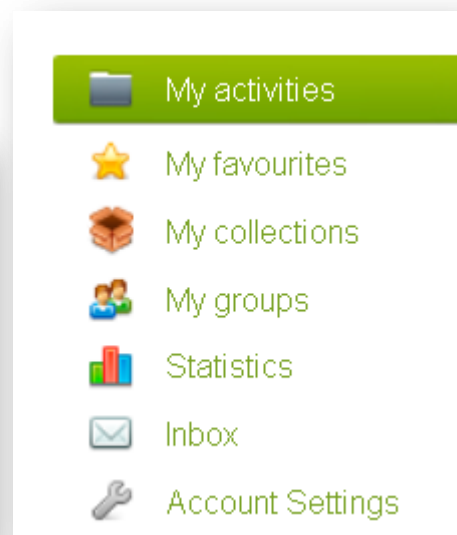 My activities
My favourites
My collections
My groups
Statistics
Inbox
Account Settings